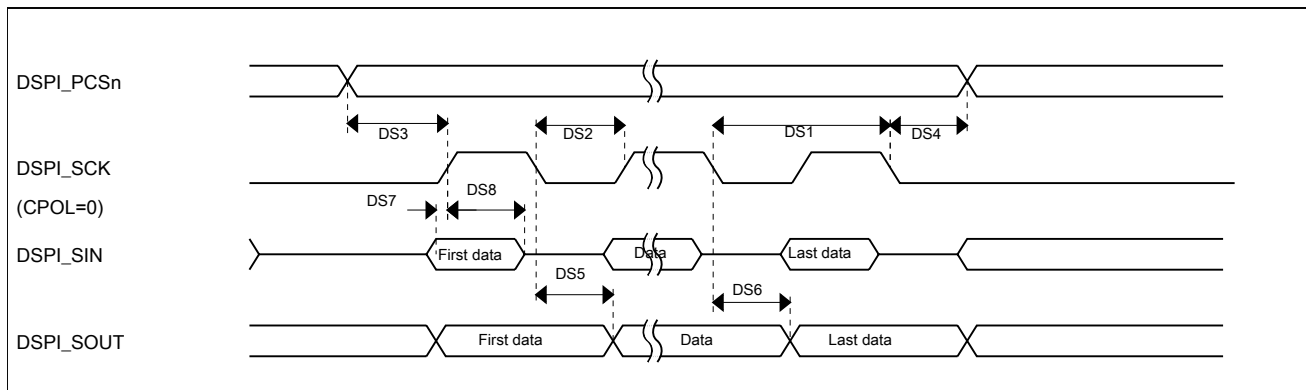 DSPI_PCSn
DS3
DS2
DS1
DS4
DSPI_SCK
(CPOL=0)
DS7
DS8
DSPI_SIN
First data
Data
Last data
DS5
DS6
DSPI_SOUT
First data
Data
Last data